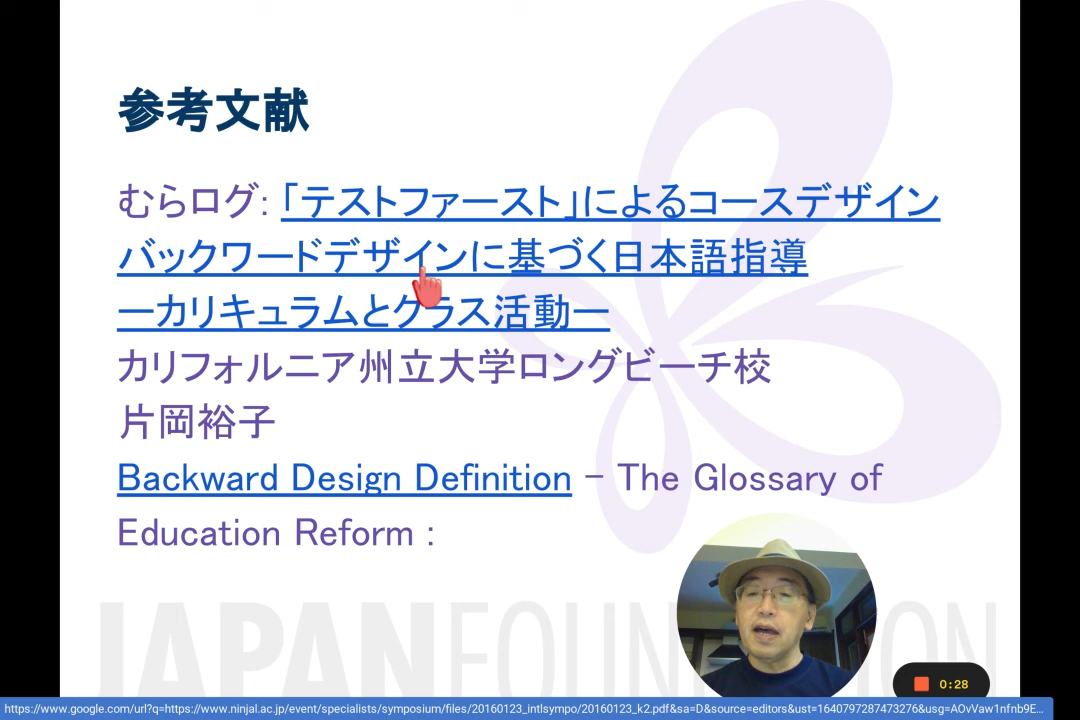 参考文献
むらログ: 「テストファースト」によるコースデザイン
バックワードデザインに基づく日本語指導
ーカリキュラムとクラス活動ー
カリフォルニア州立大学ロングビーチ校
片岡裕子
Backward Design Definition - The Glossary of
Education Reform :
JAPANFOUNDATION
0:28
https://www.google.com/url?q=https://www.ninjal.ac.jp/event/specialists/symposium/files/20160123_intlsympo/20160123_k2.pdf&sa=D&source=editors&ust=1640797287473276&usg=AOvVaw1nfnb9E...